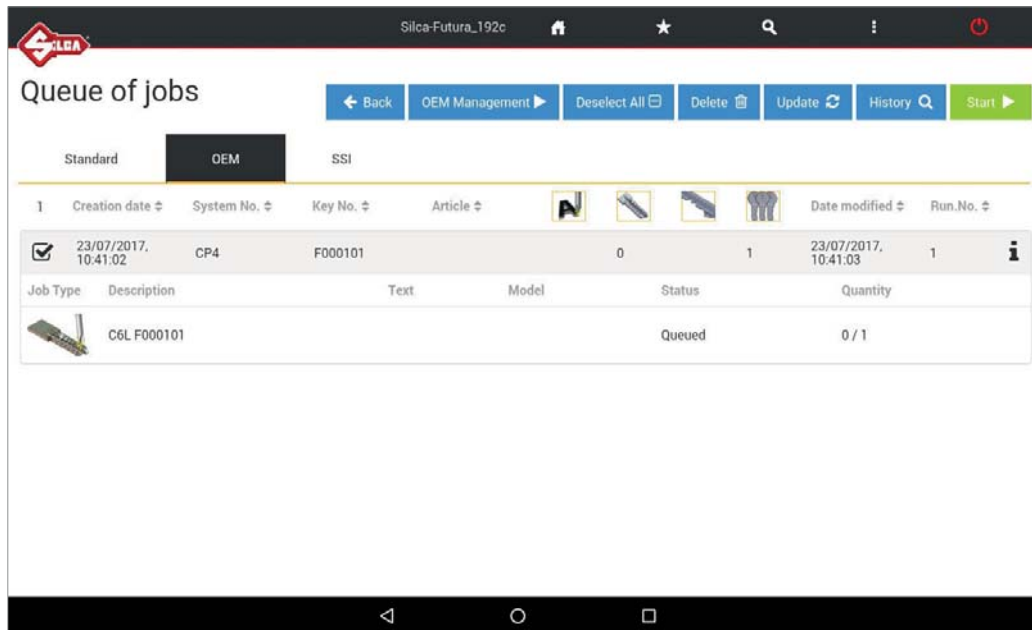 Silca-Futura_192c
SILCA
Queue of jobs
Back OEM Management Deselect All Delete Update History Start
Standard OEM SSI
1 Creation date System No. Key No. Article A Date modified Run.No.
23/07/2017, 10:41:02 CP4 F000101 0 1 23/07/2017, 10:41:03 1 i
Job Type Description Text Model Status Quantity
C6L F000101 Queued 0 / 1